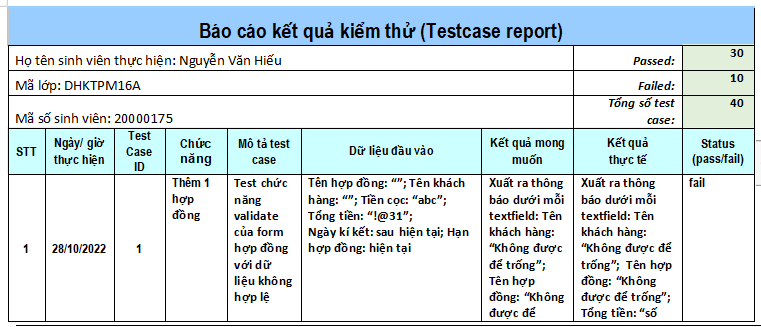 Báo cáo kết quả kiểm thử (Testcase report)
Họ tên sinh viên thực hiện: Nguyễn Văn Hiếu
Passed:
30
Mã lớp: DHKTPM16A
Failed:
10
Mã số sinh viên: 20000175
Tổng số test
case:
40
STT
Ngày/ giờ
thực hiện
Test
Case
ID
Chức
năng
Mô tả test
case
Dữ liệu đầu vào
Kết quả mong
muốn
Kết quả
thực tế
Status
(pass/fail)
1
28/10/2022
1
Thêm 1
hợp
đồng
Test chức
năng
validate
của form
hợp đồng
với dữ
liệu không
hợp lệ
Tên hợp đồng: “”; Tên khách
hàng: “”; Tiền cọc: “abc”;
Tổng tiền: “!@31”;
Ngày kí kết: sau hiện tại; Hạn
hợp đồng: hiện tại
Xuất ra thông
báo dưới mỗi
textfield: Tên
khách hàng:
“Không được
để trống”;
Tên hợp
đồng: “Không
được để
Xuất ra thông
báo dưới mỗi
textfield: Tên
khách hàng:
“Không được
để trống”; Tên hợp
đồng: “Không
được để trống”;
Tổng tiền: “số
fail